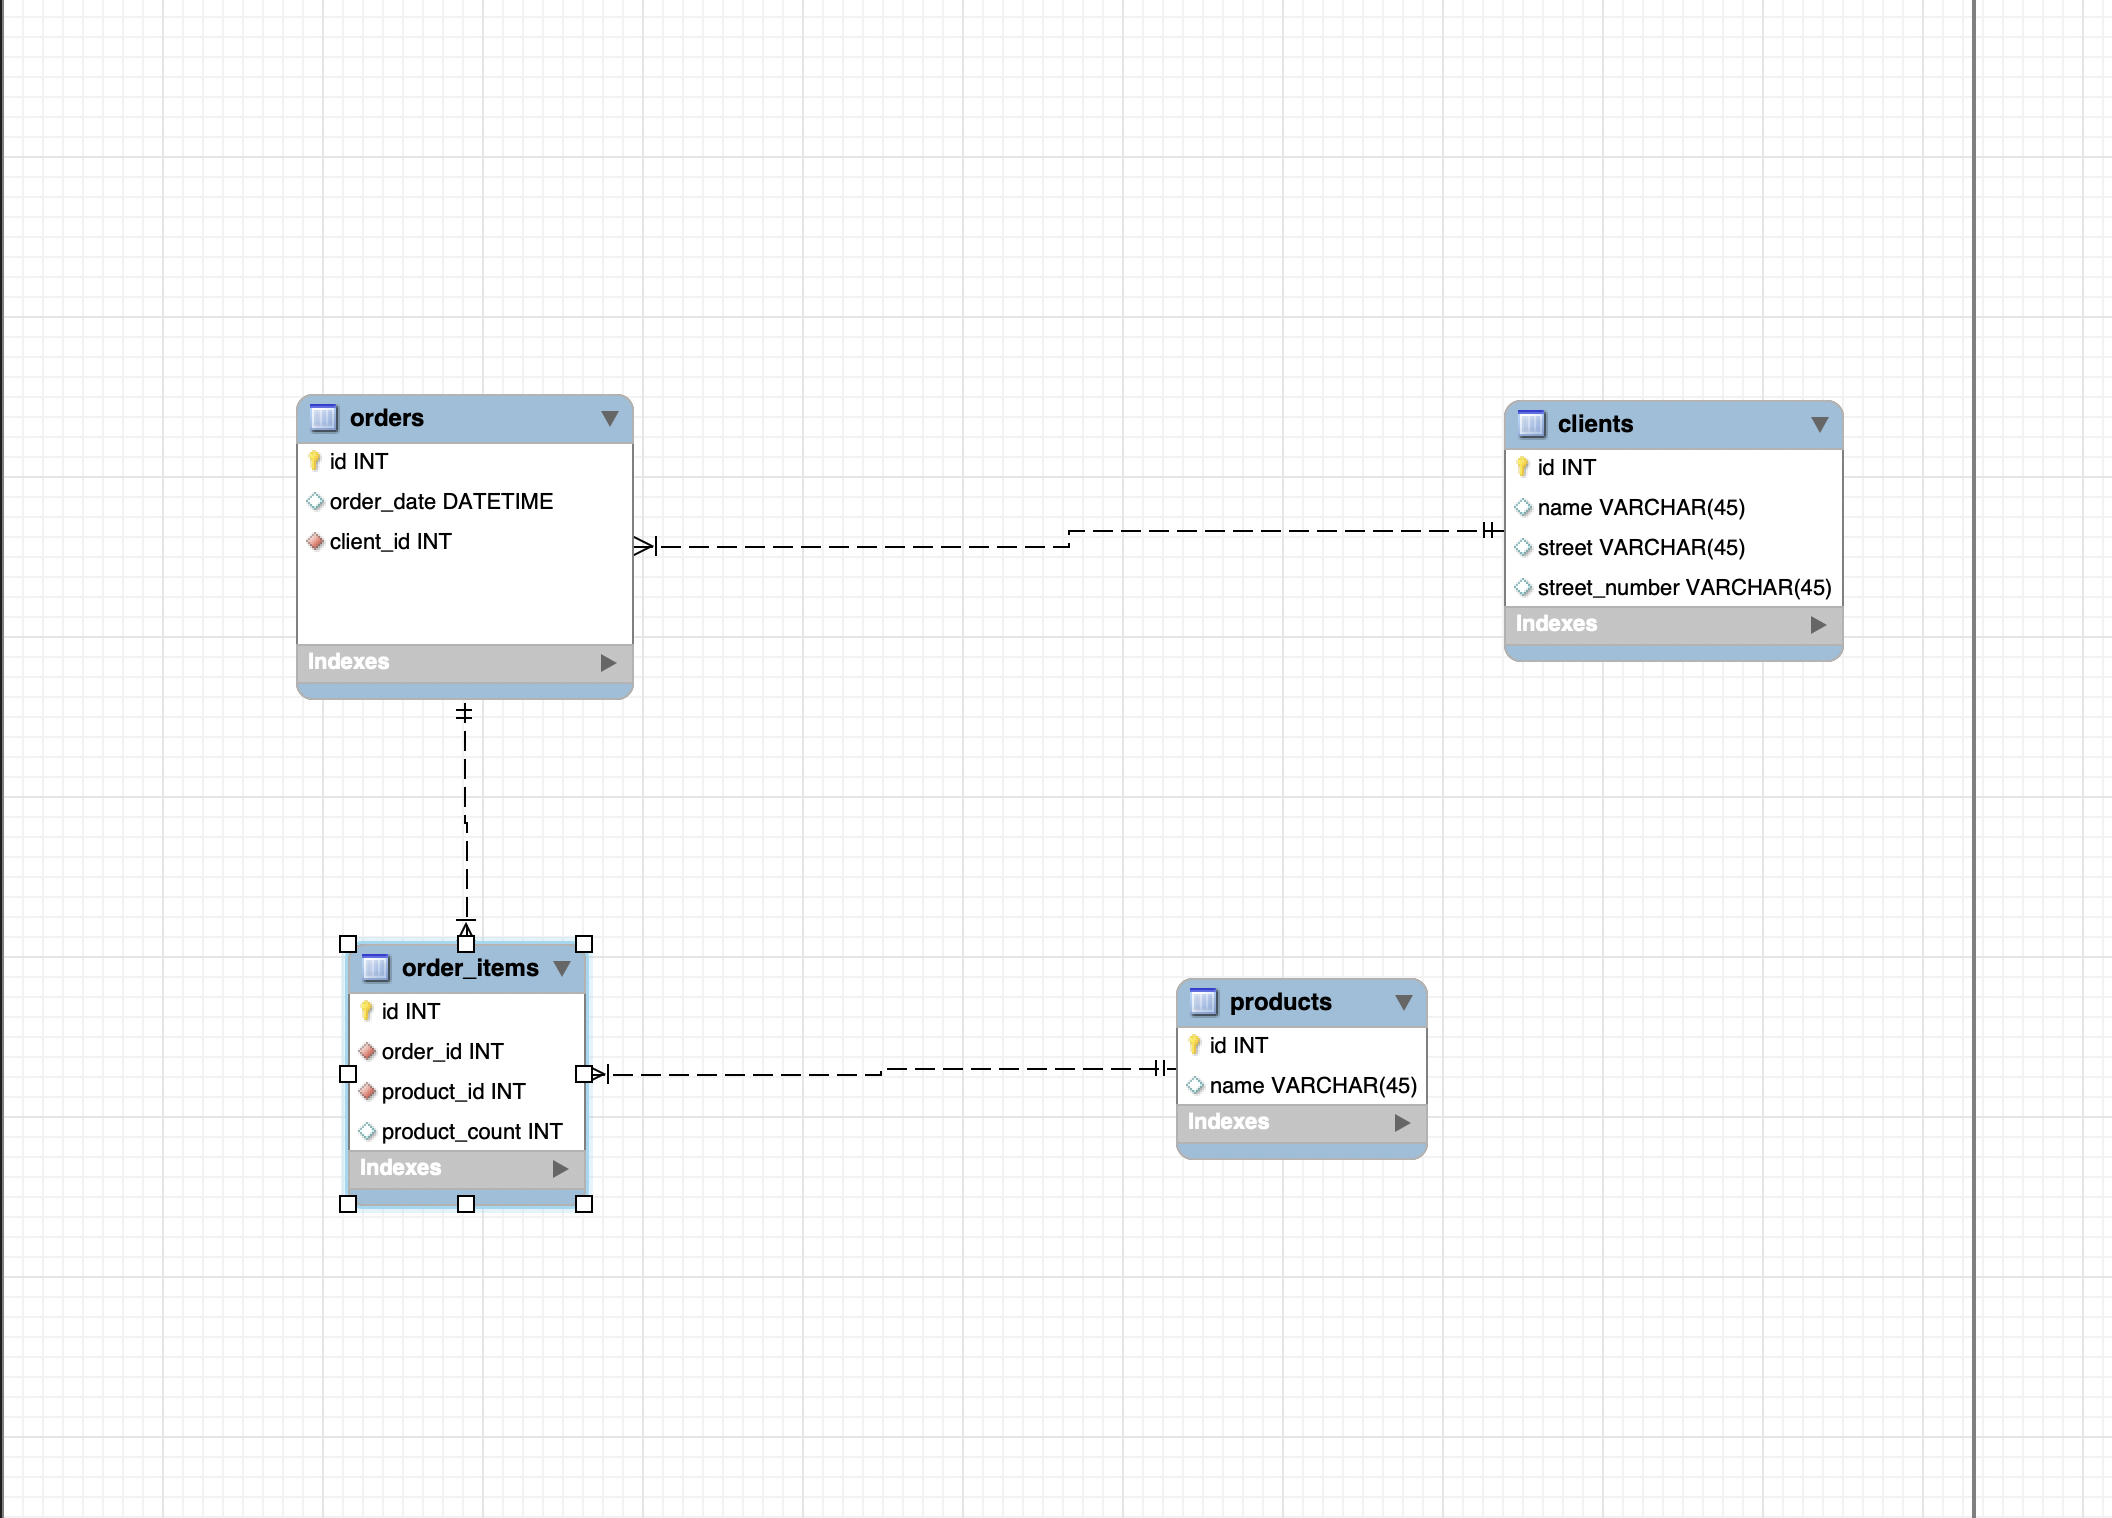 orders
id INT
order_date DATETIME
client_id INT
Indexes
clients
id INT
name VARCHAR(45)
street VARCHAR(45)
street_number VARCHAR(45)
Indexes
order_items
id INT
order_id INT
product_id INT
product_count INT
Indexes
products
id INT
name VARCHAR(45)
Indexes